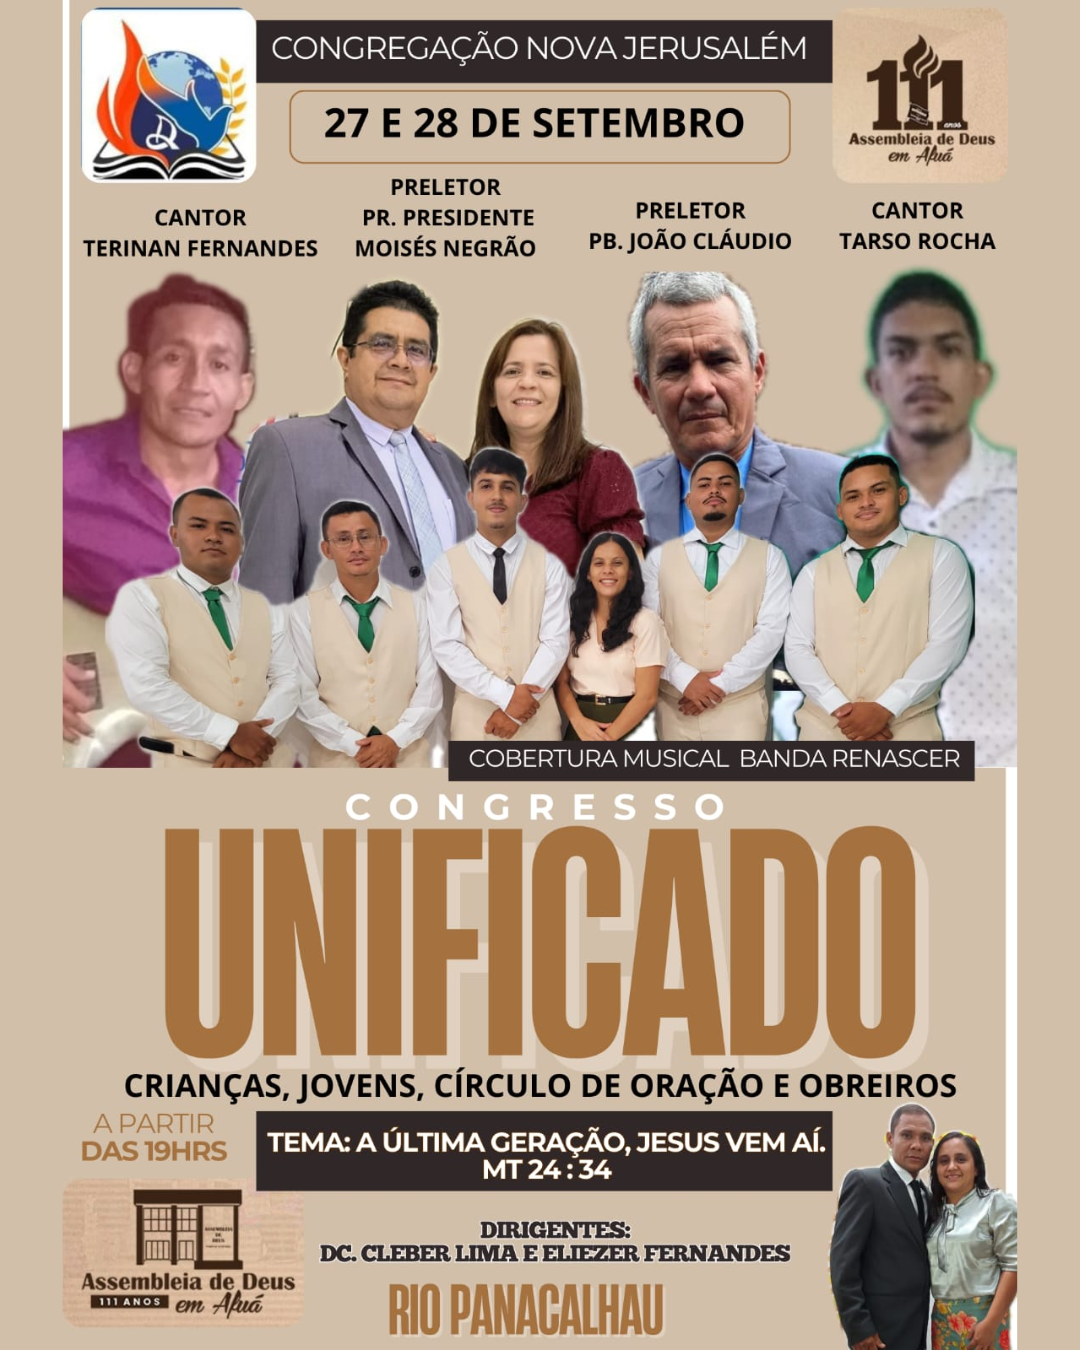 CONGREGAÇÃO NOVA JERUSALÉM
27 E 28 DE SETEMBRO
111
anos
Assembleia de Deus
em Afuá
CANTOR
TERINAN FERNANDES
PRELETOR
PR. PRESIDENTE
MOISÉS NEGRÃO
PRELETOR
PB. JOÃO CLÁUDIO
CANTOR
TARSO ROCHA
COBERTURA MUSICAL BANDA RENASCER
CONGRESSO
UNIFICADO
CRIANÇAS, JOVENS, CÍRCULO DE ORAÇÃO E OBREIROS
A PARTIR
DAS 19HRS
TEMA: A ÚLTIMA GERAÇÃO, JESUS VEM AÍ.
MT 24 : 34
ASSEMBLEIA
DE
DEUS
Assembleia de Deus
111 ANOS em Afuá
DIRIGENTES:
DC. CLEBER LIMA E ELIEZER FERNANDES
RIO PANACALHAU